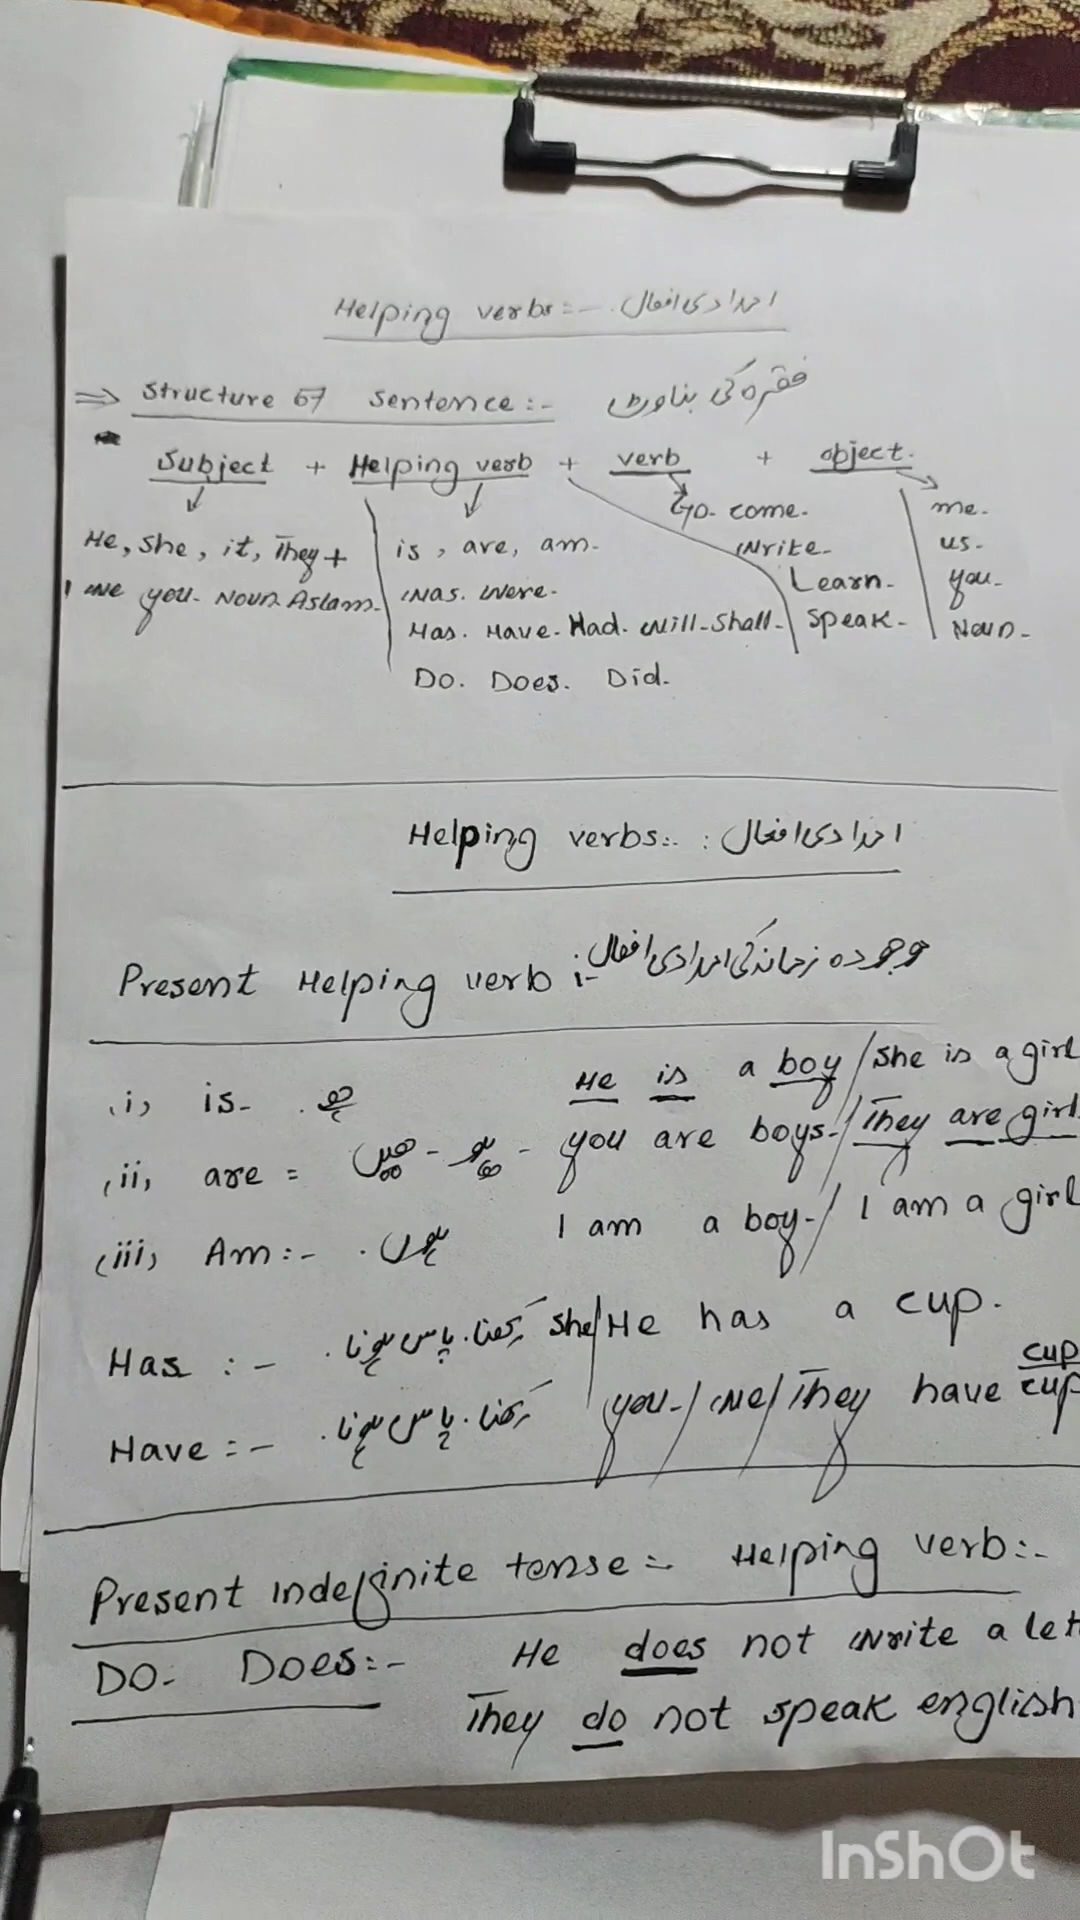 Helping verbs:- امدادی افعال
⇒ Structure of sentence:- فقرہ کی بناوٹ
Subject + Helping verb + verb + object.
He, she, it, They + is, are, am. Go. come. me.
I we you. Noun Aslam. was. were. write. us.
Has. Have. Had. will. shall. Learn. you.
Do. Does. Did. speak. Noun.
Helping verbs:. : امدادی افعال
Present Helping verb :- موجودہ زمانہ کی امدادی افعال
(i) is- ہے. He is a boy / she is a girl
(ii) are = ہیں - ہو - you are boys- / They are girl
(iii) Am:- ہوں. I am a boy- / I am a girl
Has :- رکھنا. پاس ہونا. she/He has a cup.
Have :- رکھنا. پاس ہونا. you-/we/They have cup
cup
Present indefinite tense:- Helping verb:-
DO- DOES:- He does not write a let
They do not speak english
InShOt